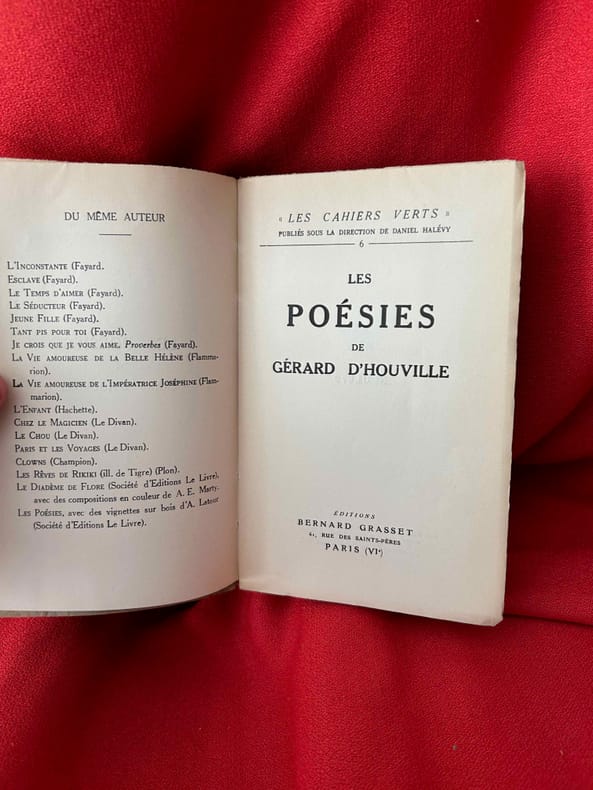 DU MÊME AUTEUR
L'Inconstante (Fayard).
Esclave (Fayard).
Le Temps d'aimer (Fayard).
Le Séducteur (Fayard).
Jeune Fille (Fayard).
Tant pis pour toi (Fayard).
Je crois que je vous aime, Proverbes (Fayard).
La Vie amoureuse de la Belle Hélène (Flamma-
rion).
La Vie amoureuse de l'Impératrice Joséphine (Flam-
marion).
L'Enfant (Hachette).
Chez le Magicien (Le Divan).
Le Chou (Le Divan).
Paris et les Voyages (Le Divan).
Clowns (Champion).
Les Rêves de Rikiki (ill. de Tigre) (Plon).
Le Diadème de Flore (Société d'Editions Le Livre),
avec des compositions en couleur de A. E. Marty.
Les Poésies, avec des vignettes sur bois d'A. Latour
(Société d'Editions Le Livre).
« LES CAHIERS VERTS »
PUBLIÉS SOUS LA DIRECTION DE DANIEL HALÉVY
6
LES
POÉSIES
DE
GÉRARD D'HOUVILLE
ÉDITIONS
BERNARD GRASSET
61, RUE DES SAINTS-PÈRES
PARIS (VIe)